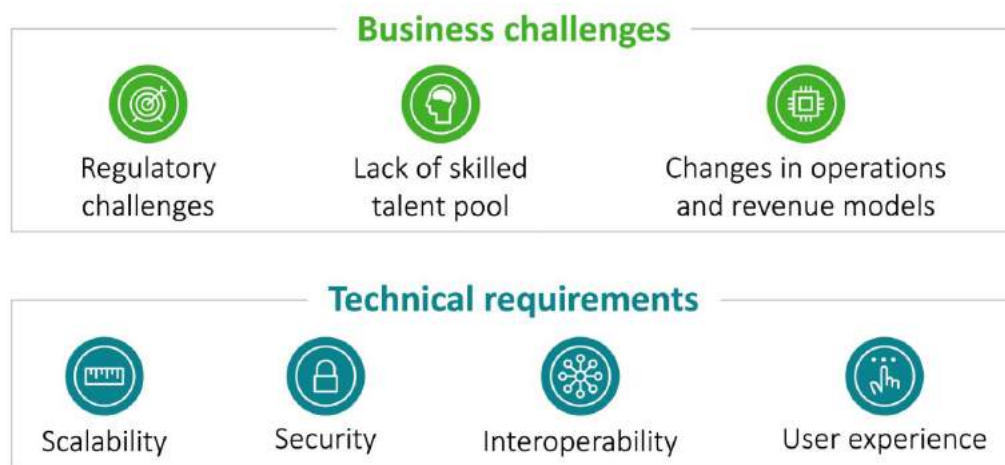 Business challenges
Regulatory
challenges
Lack of skilled
talent pool
Changes in operations
and revenue models
Technical requirements
Scalability
Security
Interoperability
User experience